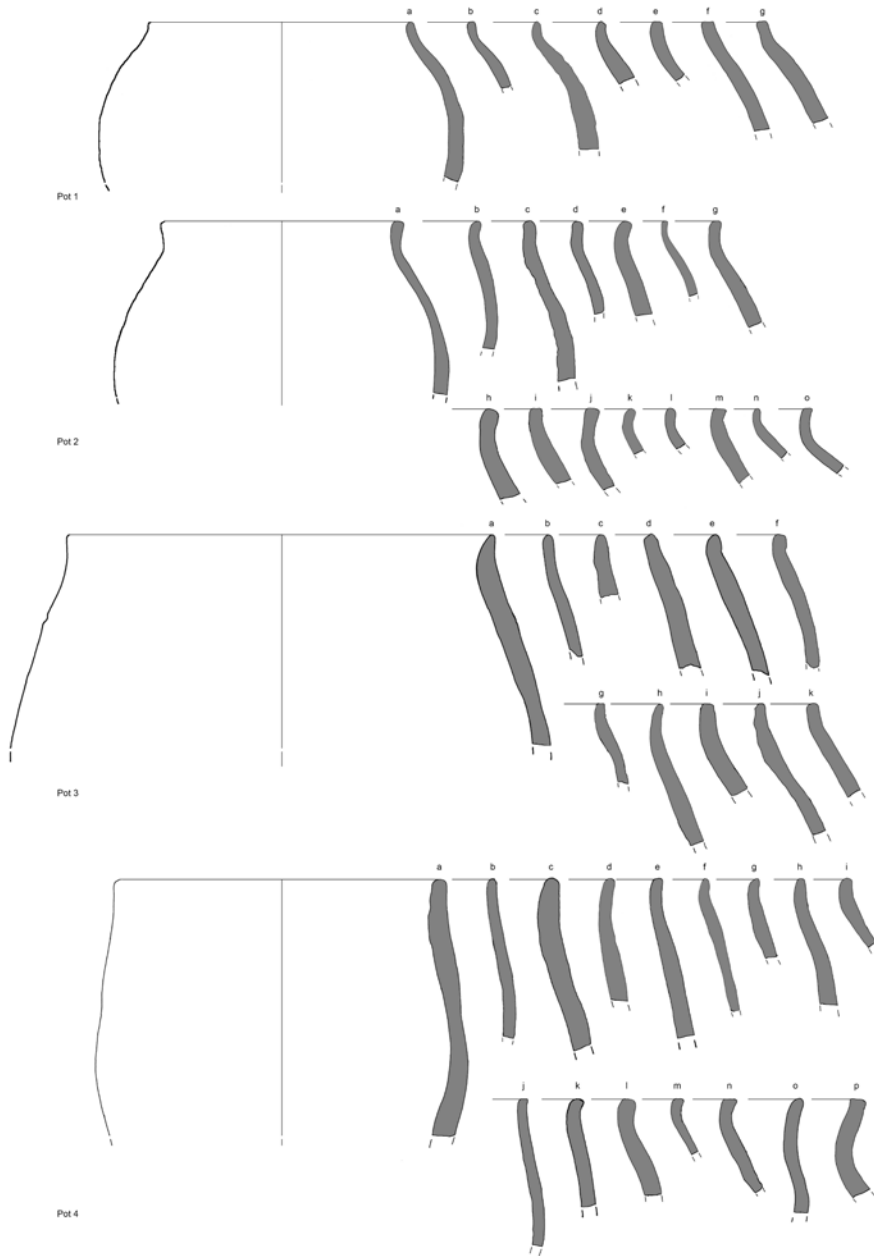 a b c d e f g
Pot 1
a b c d e f g
h i j k l m n o
Pot 2
a b c d e f
g h i j k
Pot 3
a b c d e f g h i
j k l m n o p
Pot 4